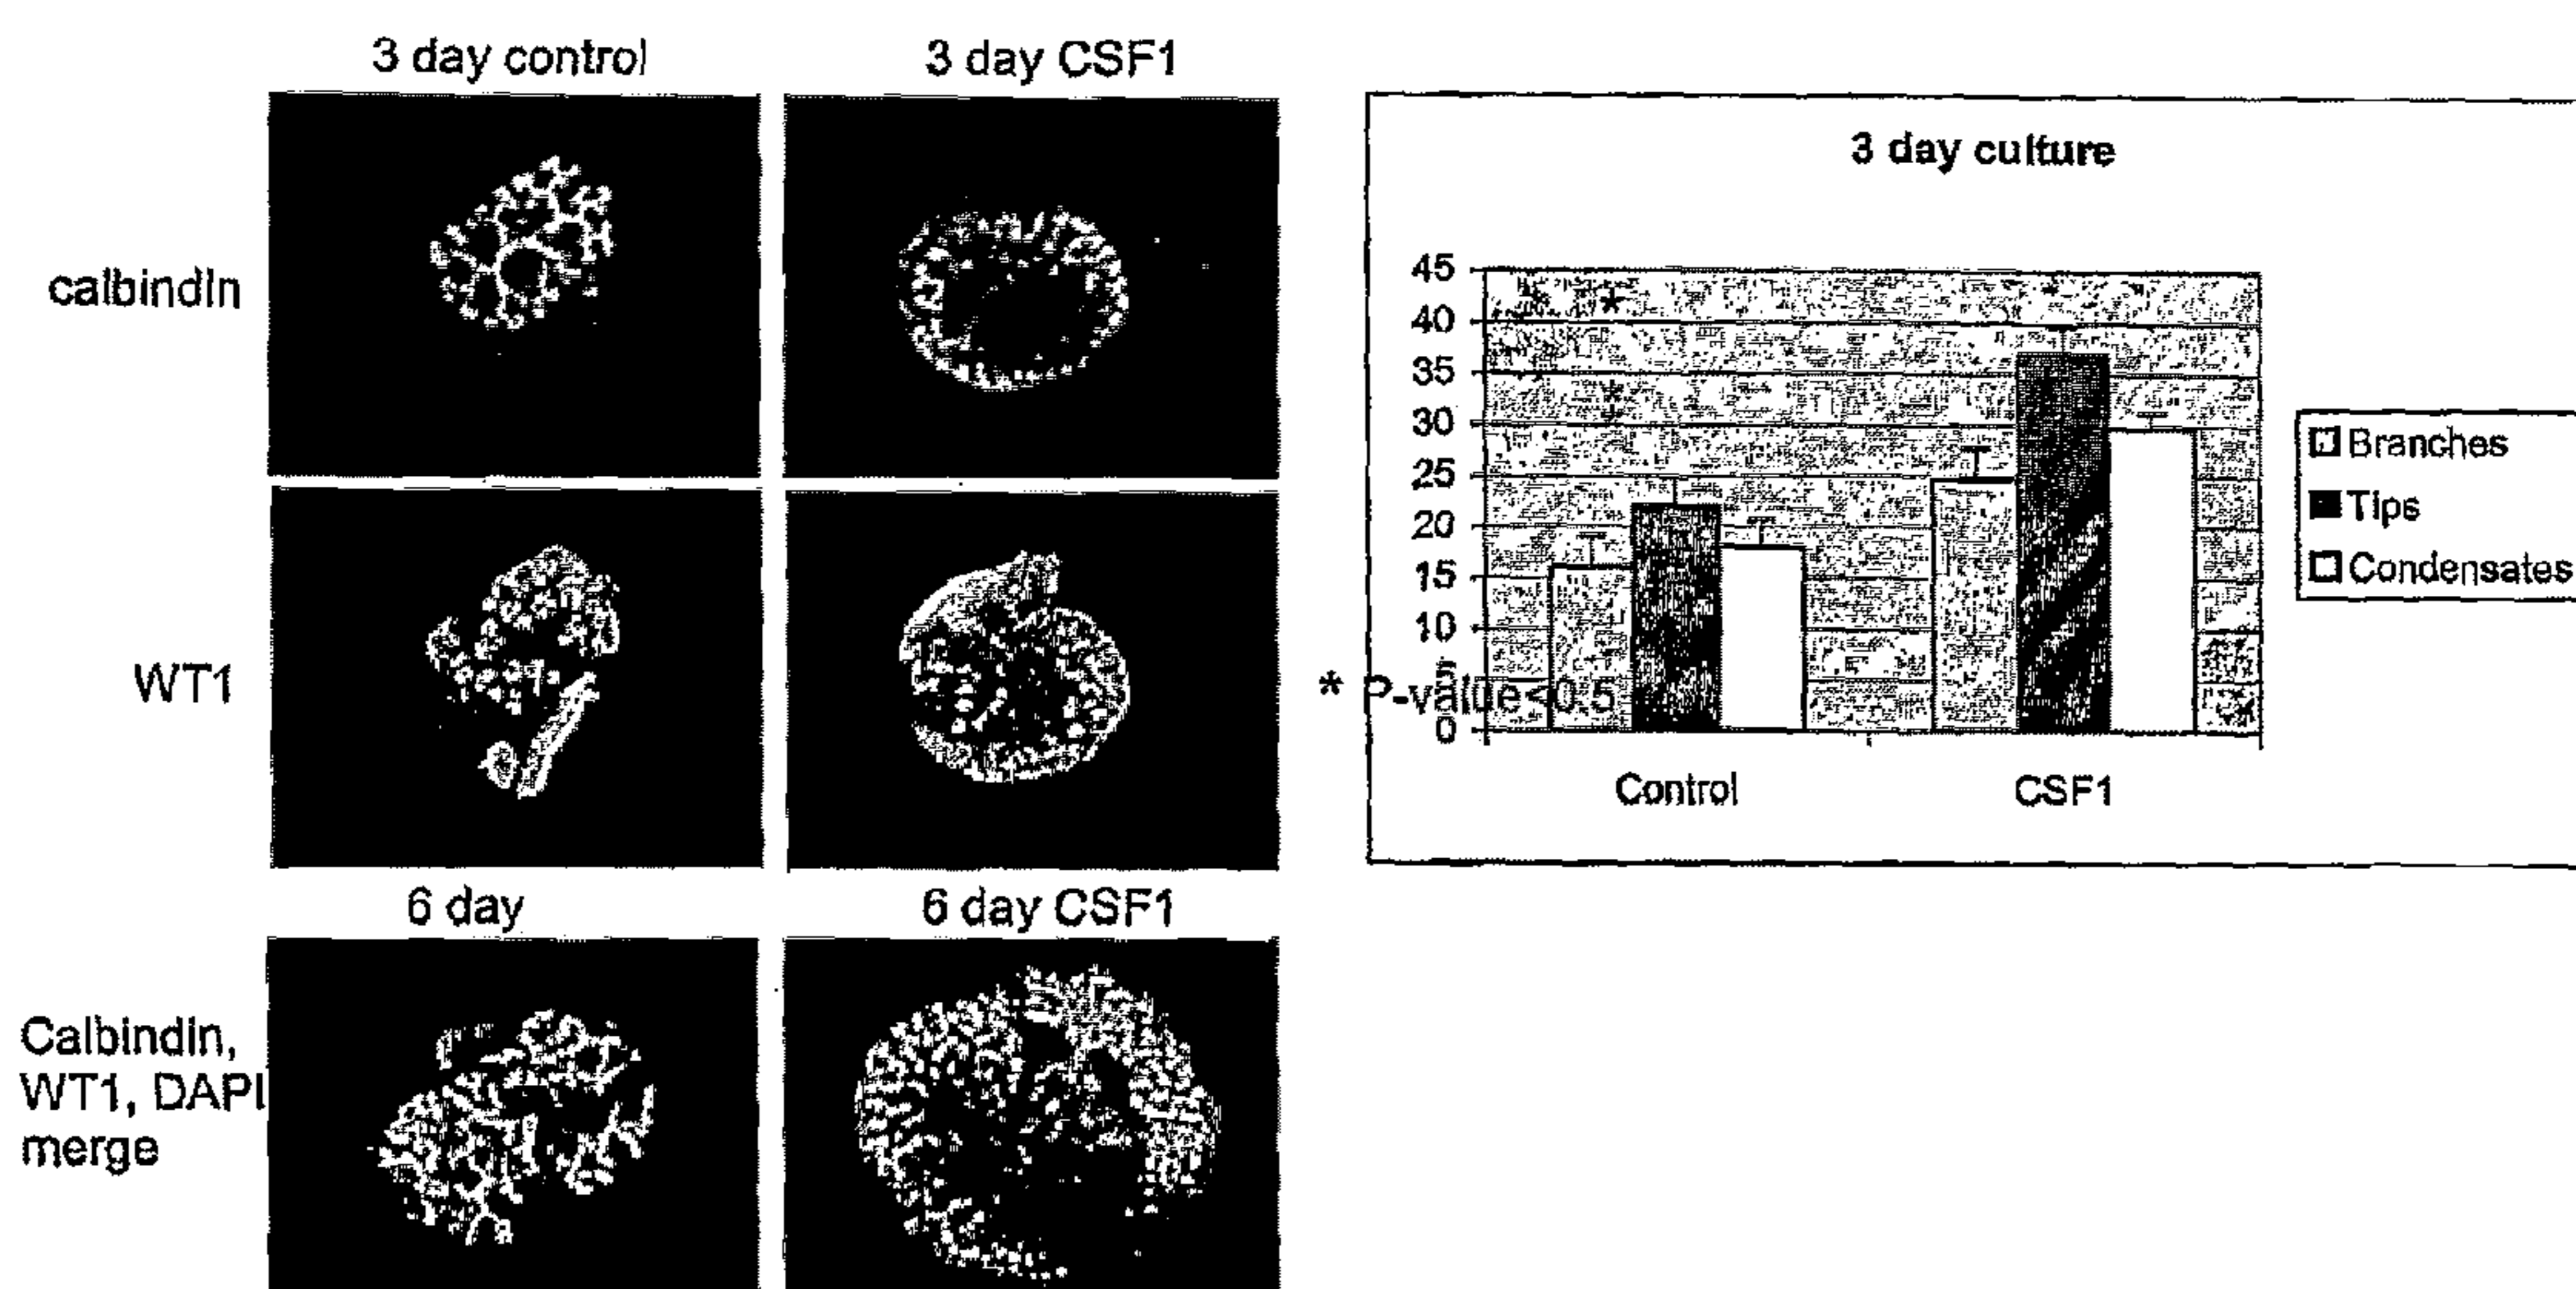 3 day control
3 day CSF1
calbindin
WT1
6 day
6 day CSF1
Calbindin,
WT1, DAPI
merge
3 day culture
45
40
35
30
25
20
15
10
5
0
*
*
* P-value<0.5
Control
CSF1
Branches
Tips
Condensates